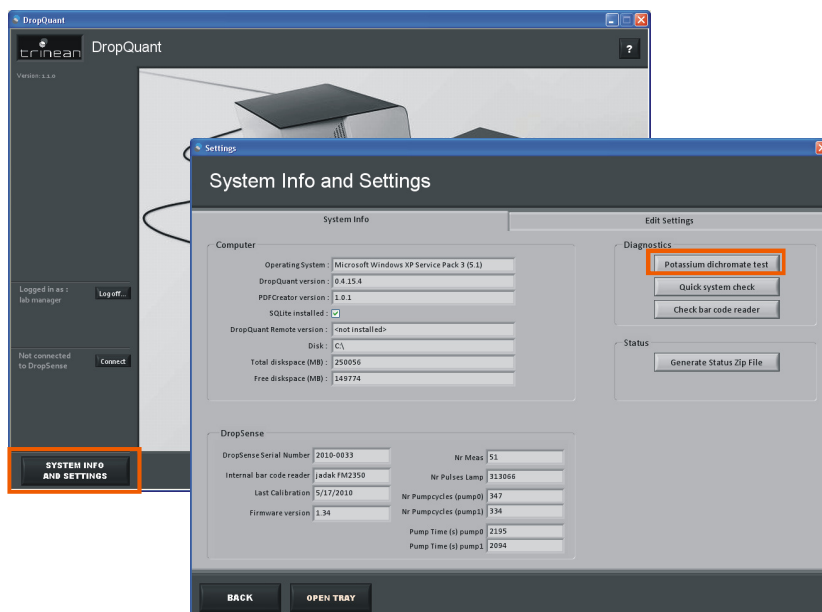 DropQuant
trinean DropQuant ?
Version: 1.1.0
Logged in as :
lab manager
Log off...
Not connected
to DropSense
Connect
SYSTEM INFO
AND SETTINGS
Settings
System Info and Settings
System Info
Edit Settings
Computer
Operating System : Microsoft Windows XP Service Pack 3 (5.1)
DropQuant version : 0.4.15.4
PDFCreator version : 1.0.1
SQLite installed :
DropQuant Remote version : <not installed>
Disk : C:\
Total diskspace (MB) : 250056
Free diskspace (MB) : 149774
Diagnostics
Potassium dichromate test
Quick system check
Check bar code reader
Status
Generate Status Zip File
DropSense
DropSense Serial Number 2010-0033
Internal bar code reader jadak FM2350
Last Calibration 5/17/2010
Firmware version 1.34
Nr Meas 51
Nr Pulses Lamp 313066
Nr Pumpcycles (pump0) 347
Nr Pumpcycles (pump1) 334
Pump Time (s) pump0 2195
Pump Time (s) pump1 2094
BACK
OPEN TRAY